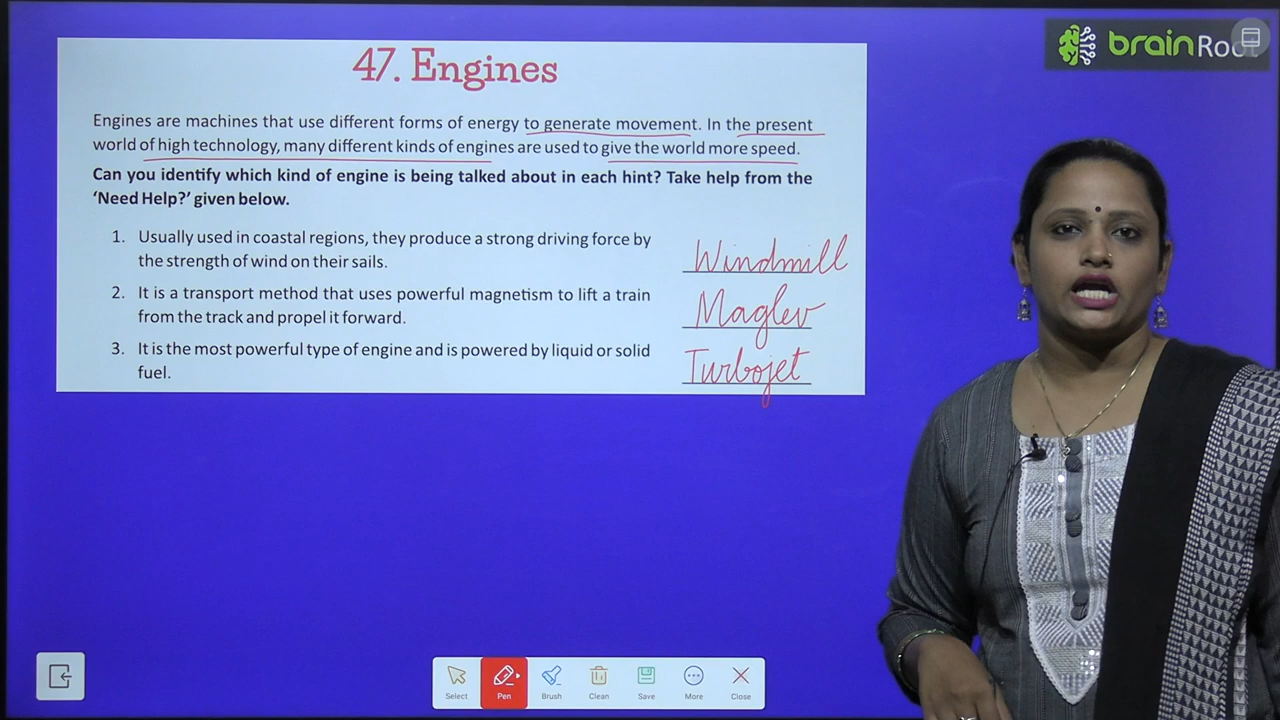 brainRoot
47. Engines
Engines are machines that use different forms of energy to generate movement. In the present
world of high technology, many different kinds of engines are used to give the world more speed.
Can you identify which kind of engine is being talked about in each hint? Take help from the
‘Need Help?’ given below.
1. Usually used in coastal regions, they produce a strong driving force by
the strength of wind on their sails.
Windmill
2. It is a transport method that uses powerful magnetism to lift a train
from the track and propel it forward.
Maglev
3. It is the most powerful type of engine and is powered by liquid or solid
fuel.
Turbojet
Select Pen Brush Clean Save More Close